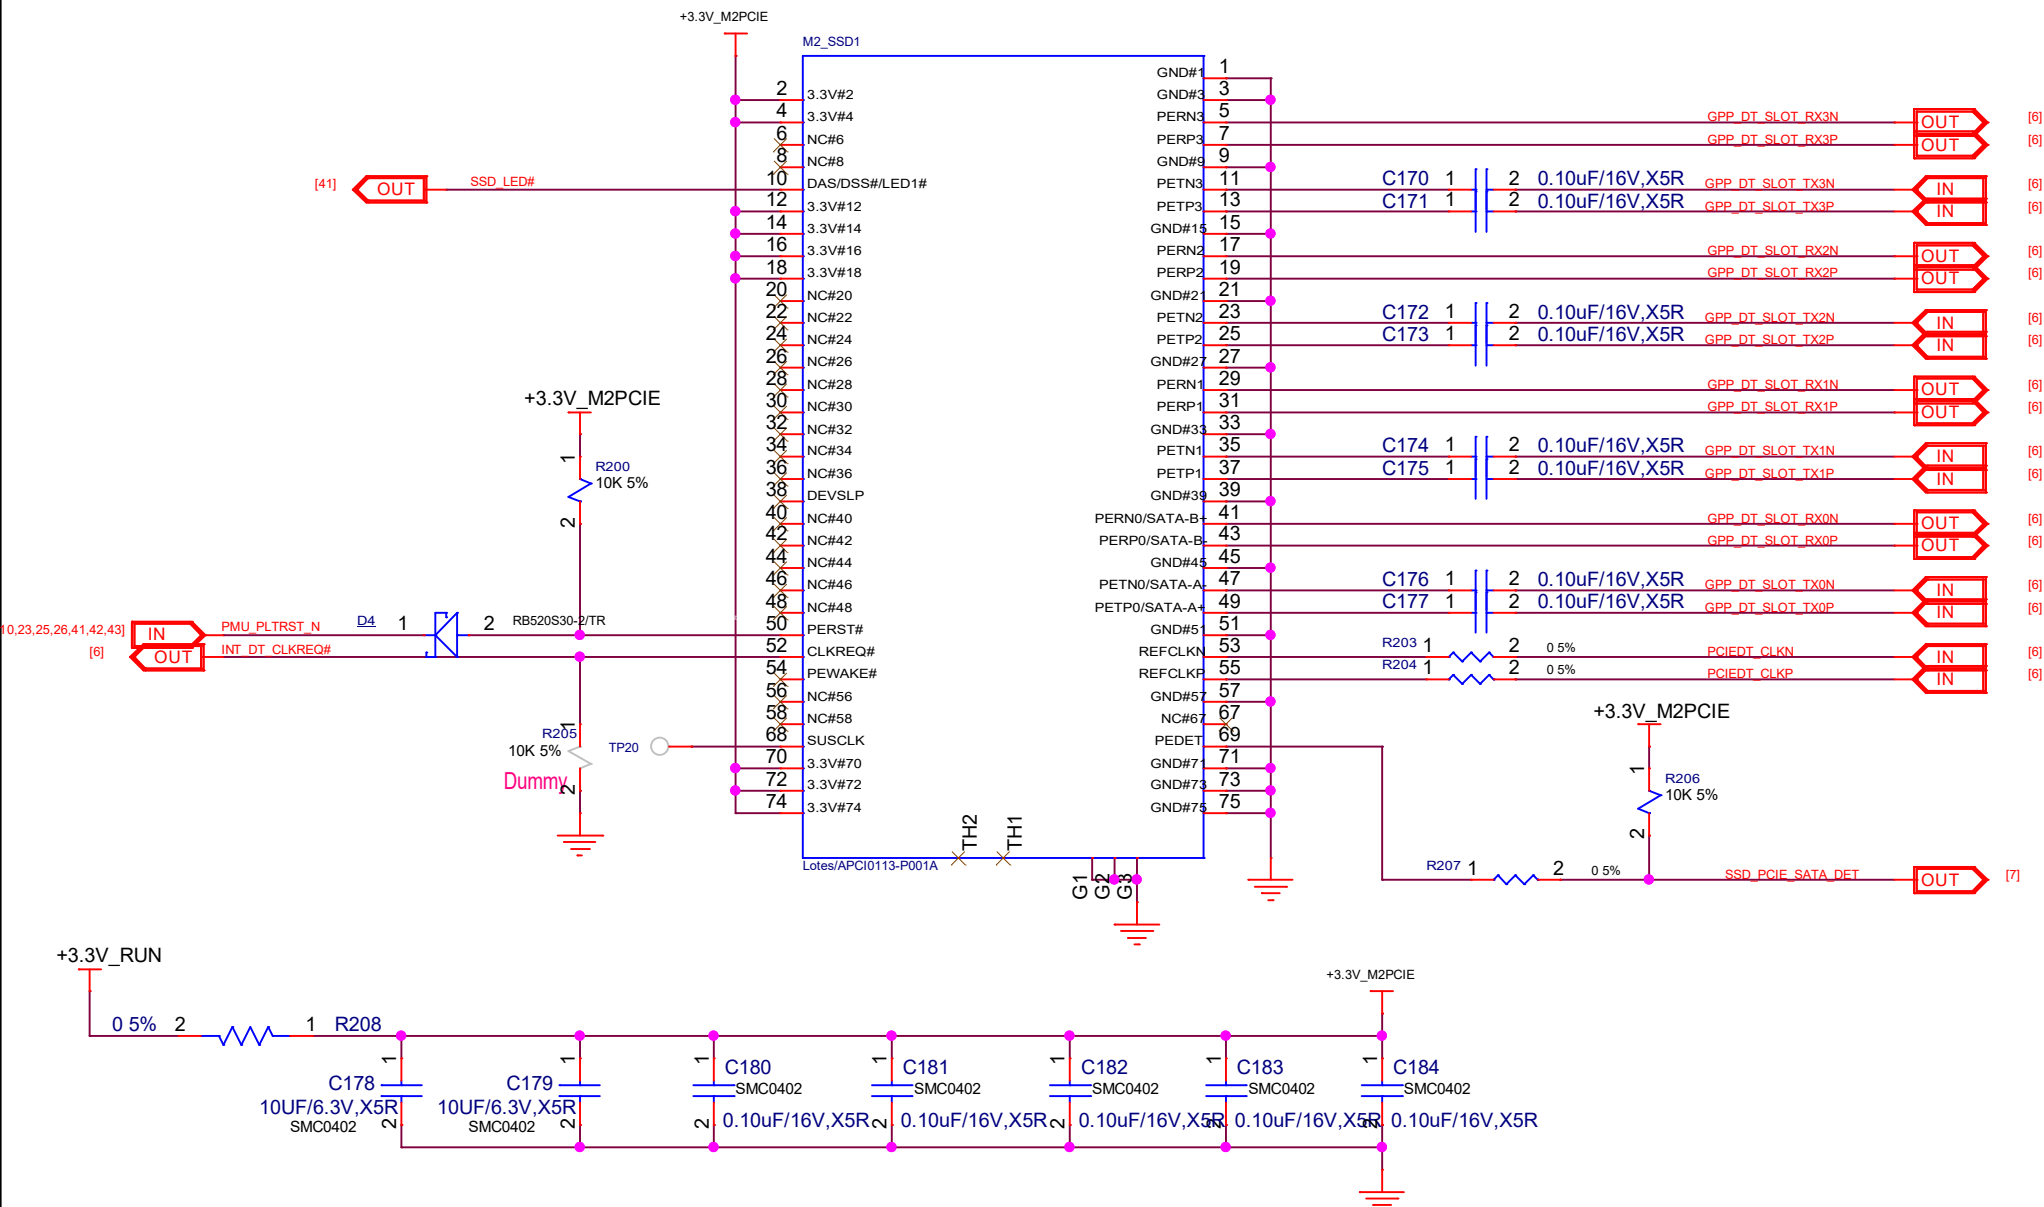 +3.3V_M2PCIE
M2_SSD1
2 3.3V#2
4 3.3V#4
6 NC#6
8 NC#8
[41] OUT SSD_LED# 10 DAS/DSS#/LED1#
12 3.3V#12
14 3.3V#14
16 3.3V#16
18 3.3V#18
20 NC#20
22 NC#22
24 NC#24
26 NC#26
28 NC#28
30 NC#30
32 NC#32
34 NC#34
36 NC#36
38 DEVSLP
40 NC#40
42 NC#42
44 NC#44
46 NC#46
48 NC#48
50 PERST#
52 CLKREQ#
54 PEWAKE#
56 NC#56
58 NC#58
68 SUSCLK
70 3.3V#70
72 3.3V#72
74 3.3V#74
+3.3V_M2PCIE
1
R200
10K 5%
2
10,23,25,26,41,42,43] IN PMU_PLTRST_N D4 1 2 RB520S30-2/TR
[6] OUT INT_DT_CLKREQ#
1
R205
10K 5%
Dummy
2
TP20
TH2 TH1
Lotes/APCI0113-P001A
G1 G2 G3
GND#1 1
GND#3 3
PERN3 5 GPP_DT_SLOT_RX3N OUT [6]
PERP3 7 GPP_DT_SLOT_RX3P OUT [6]
GND#9 9
PETN3 11 C170 1 2 0.10uF/16V,X5R GPP_DT_SLOT_TX3N IN [6]
PETP3 13 C171 1 2 0.10uF/16V,X5R GPP_DT_SLOT_TX3P IN [6]
GND#15 15
PERN2 17 GPP_DT_SLOT_RX2N OUT [6]
PERP2 19 GPP_DT_SLOT_RX2P OUT [6]
GND#21 21
PETN2 23 C172 1 2 0.10uF/16V,X5R GPP_DT_SLOT_TX2N IN [6]
PETP2 25 C173 1 2 0.10uF/16V,X5R GPP_DT_SLOT_TX2P IN [6]
GND#27 27
PERN1 29 GPP_DT_SLOT_RX1N OUT [6]
PERP1 31 GPP_DT_SLOT_RX1P OUT [6]
GND#33 33
PETN1 35 C174 1 2 0.10uF/16V,X5R GPP_DT_SLOT_TX1N IN [6]
PETP1 37 C175 1 2 0.10uF/16V,X5R GPP_DT_SLOT_TX1P IN [6]
GND#39 39
PERN0/SATA-B+ 41 GPP_DT_SLOT_RX0N OUT [6]
PERP0/SATA-B- 43 GPP_DT_SLOT_RX0P OUT [6]
GND#45 45
PETN0/SATA-A- 47 C176 1 2 0.10uF/16V,X5R GPP_DT_SLOT_TX0N IN [6]
PETP0/SATA-A+ 49 C177 1 2 0.10uF/16V,X5R GPP_DT_SLOT_TX0P IN [6]
GND#51 51
REFCLKN 53 R203 1 2 0 5% PCIEDT_CLKN IN [6]
REFCLKP 55 R204 1 2 0 5% PCIEDT_CLKP IN [6]
GND#57 57
NC#67 67
PEDET 69
GND#71 71
GND#73 73
GND#75 75
+3.3V_M2PCIE
1
R206
10K 5%
2
R207 1 2 0 5% SSD_PCIE_SATA_DET OUT [7]
+3.3V_RUN
+3.3V_M2PCIE
0 5% 2 1 R208
1 C178 10UF/6.3V,X5R SMC0402 2
1 C179 10UF/6.3V,X5R SMC0402 2
1 C180 SMC0402 0.10uF/16V,X5R 2
1 C181 SMC0402 0.10uF/16V,X5R 2
1 C182 SMC0402 0.10uF/16V,X5R 2
1 C183 SMC0402 0.10uF/16V,X5R 2
1 C184 SMC0402 0.10uF/16V,X5R 2